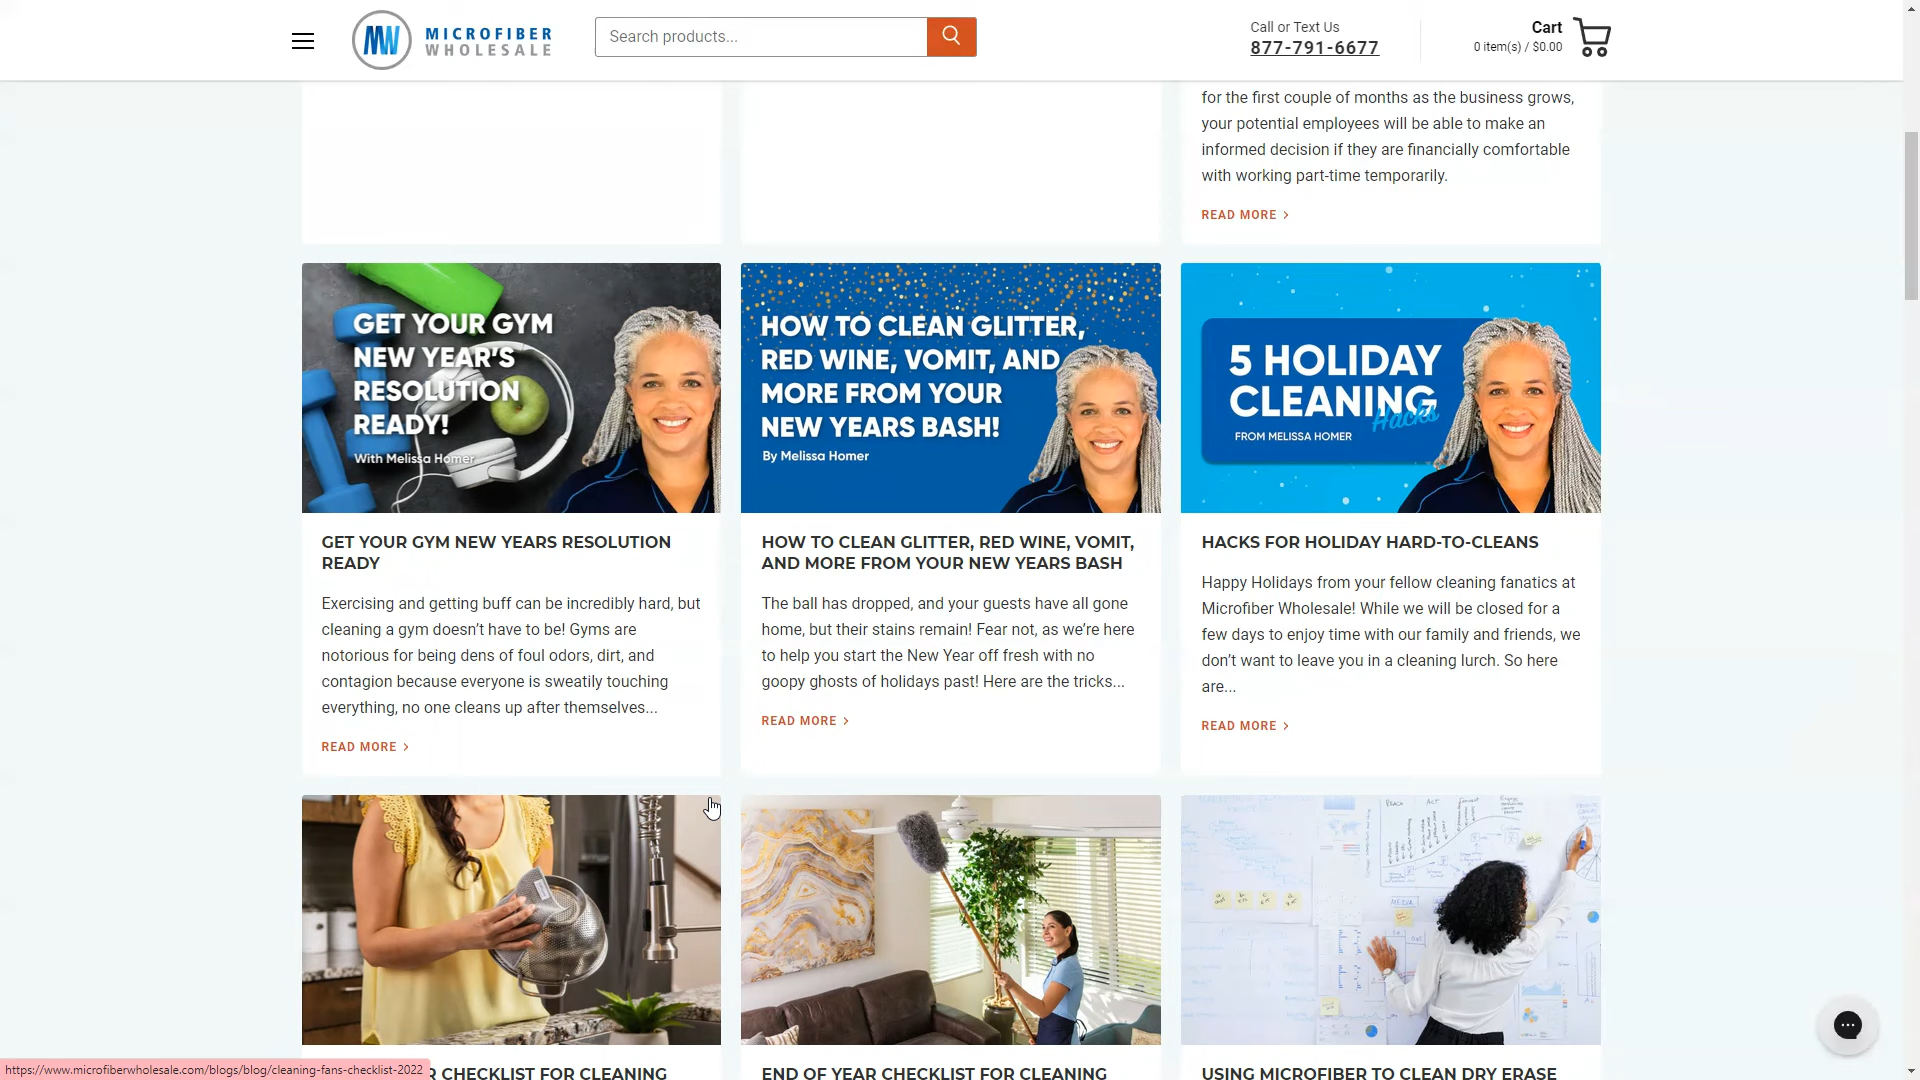 MW MICROFIBER
WHOLESALE
Search products...
Call or Text Us
877-791-6677
Cart
0 item(s) / $0.00
for the first couple of months as the business grows,
your potential employees will be able to make an
informed decision if they are financially comfortable
with working part-time temporarily.
READ MORE >
GET YOUR GYM
NEW YEAR'S
RESOLUTION
READY!
With Melissa Homer
HOW TO CLEAN GLITTER,
RED WINE, VOMIT, AND
MORE FROM YOUR
NEW YEARS BASH!
By Melissa Homer
5 HOLIDAY
CLEANING
Hacks
FROM MELISSA HOMER
GET YOUR GYM NEW YEARS RESOLUTION
READY
Exercising and getting buff can be incredibly hard, but
cleaning a gym doesn’t have to be! Gyms are
notorious for being dens of foul odors, dirt, and
contagion because everyone is sweatily touching
everything, no one cleans up after themselves...
READ MORE >
HOW TO CLEAN GLITTER, RED WINE, VOMIT,
AND MORE FROM YOUR NEW YEARS BASH
The ball has dropped, and your guests have all gone
home, but their stains remain! Fear not, as we’re here
to help you start the New Year off fresh with no
goopy ghosts of holidays past! Here are the tricks...
READ MORE >
HACKS FOR HOLIDAY HARD-TO-CLEANS
Happy Holidays from your fellow cleaning fanatics at
Microfiber Wholesale! While we will be closed for a
few days to enjoy time with our family and friends, we
don’t want to leave you in a cleaning lurch. So here
are...
READ MORE >
MEDIA
R CHECKLIST FOR CLEANING
END OF YEAR CHECKLIST FOR CLEANING
USING MICROFIBER TO CLEAN DRY ERASE
https://www.microfiberwholesale.com/blogs/blog/cleaning-fans-checklist-2022